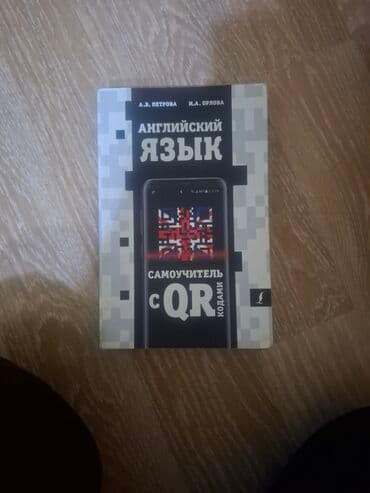 А.В. ПЕТРОВА И.А. ОРЛОВА
АНГЛИЙСКИЙ
ЯЗЫК
САМОУЧИТЕЛЬ
С QR
КОДАМИ